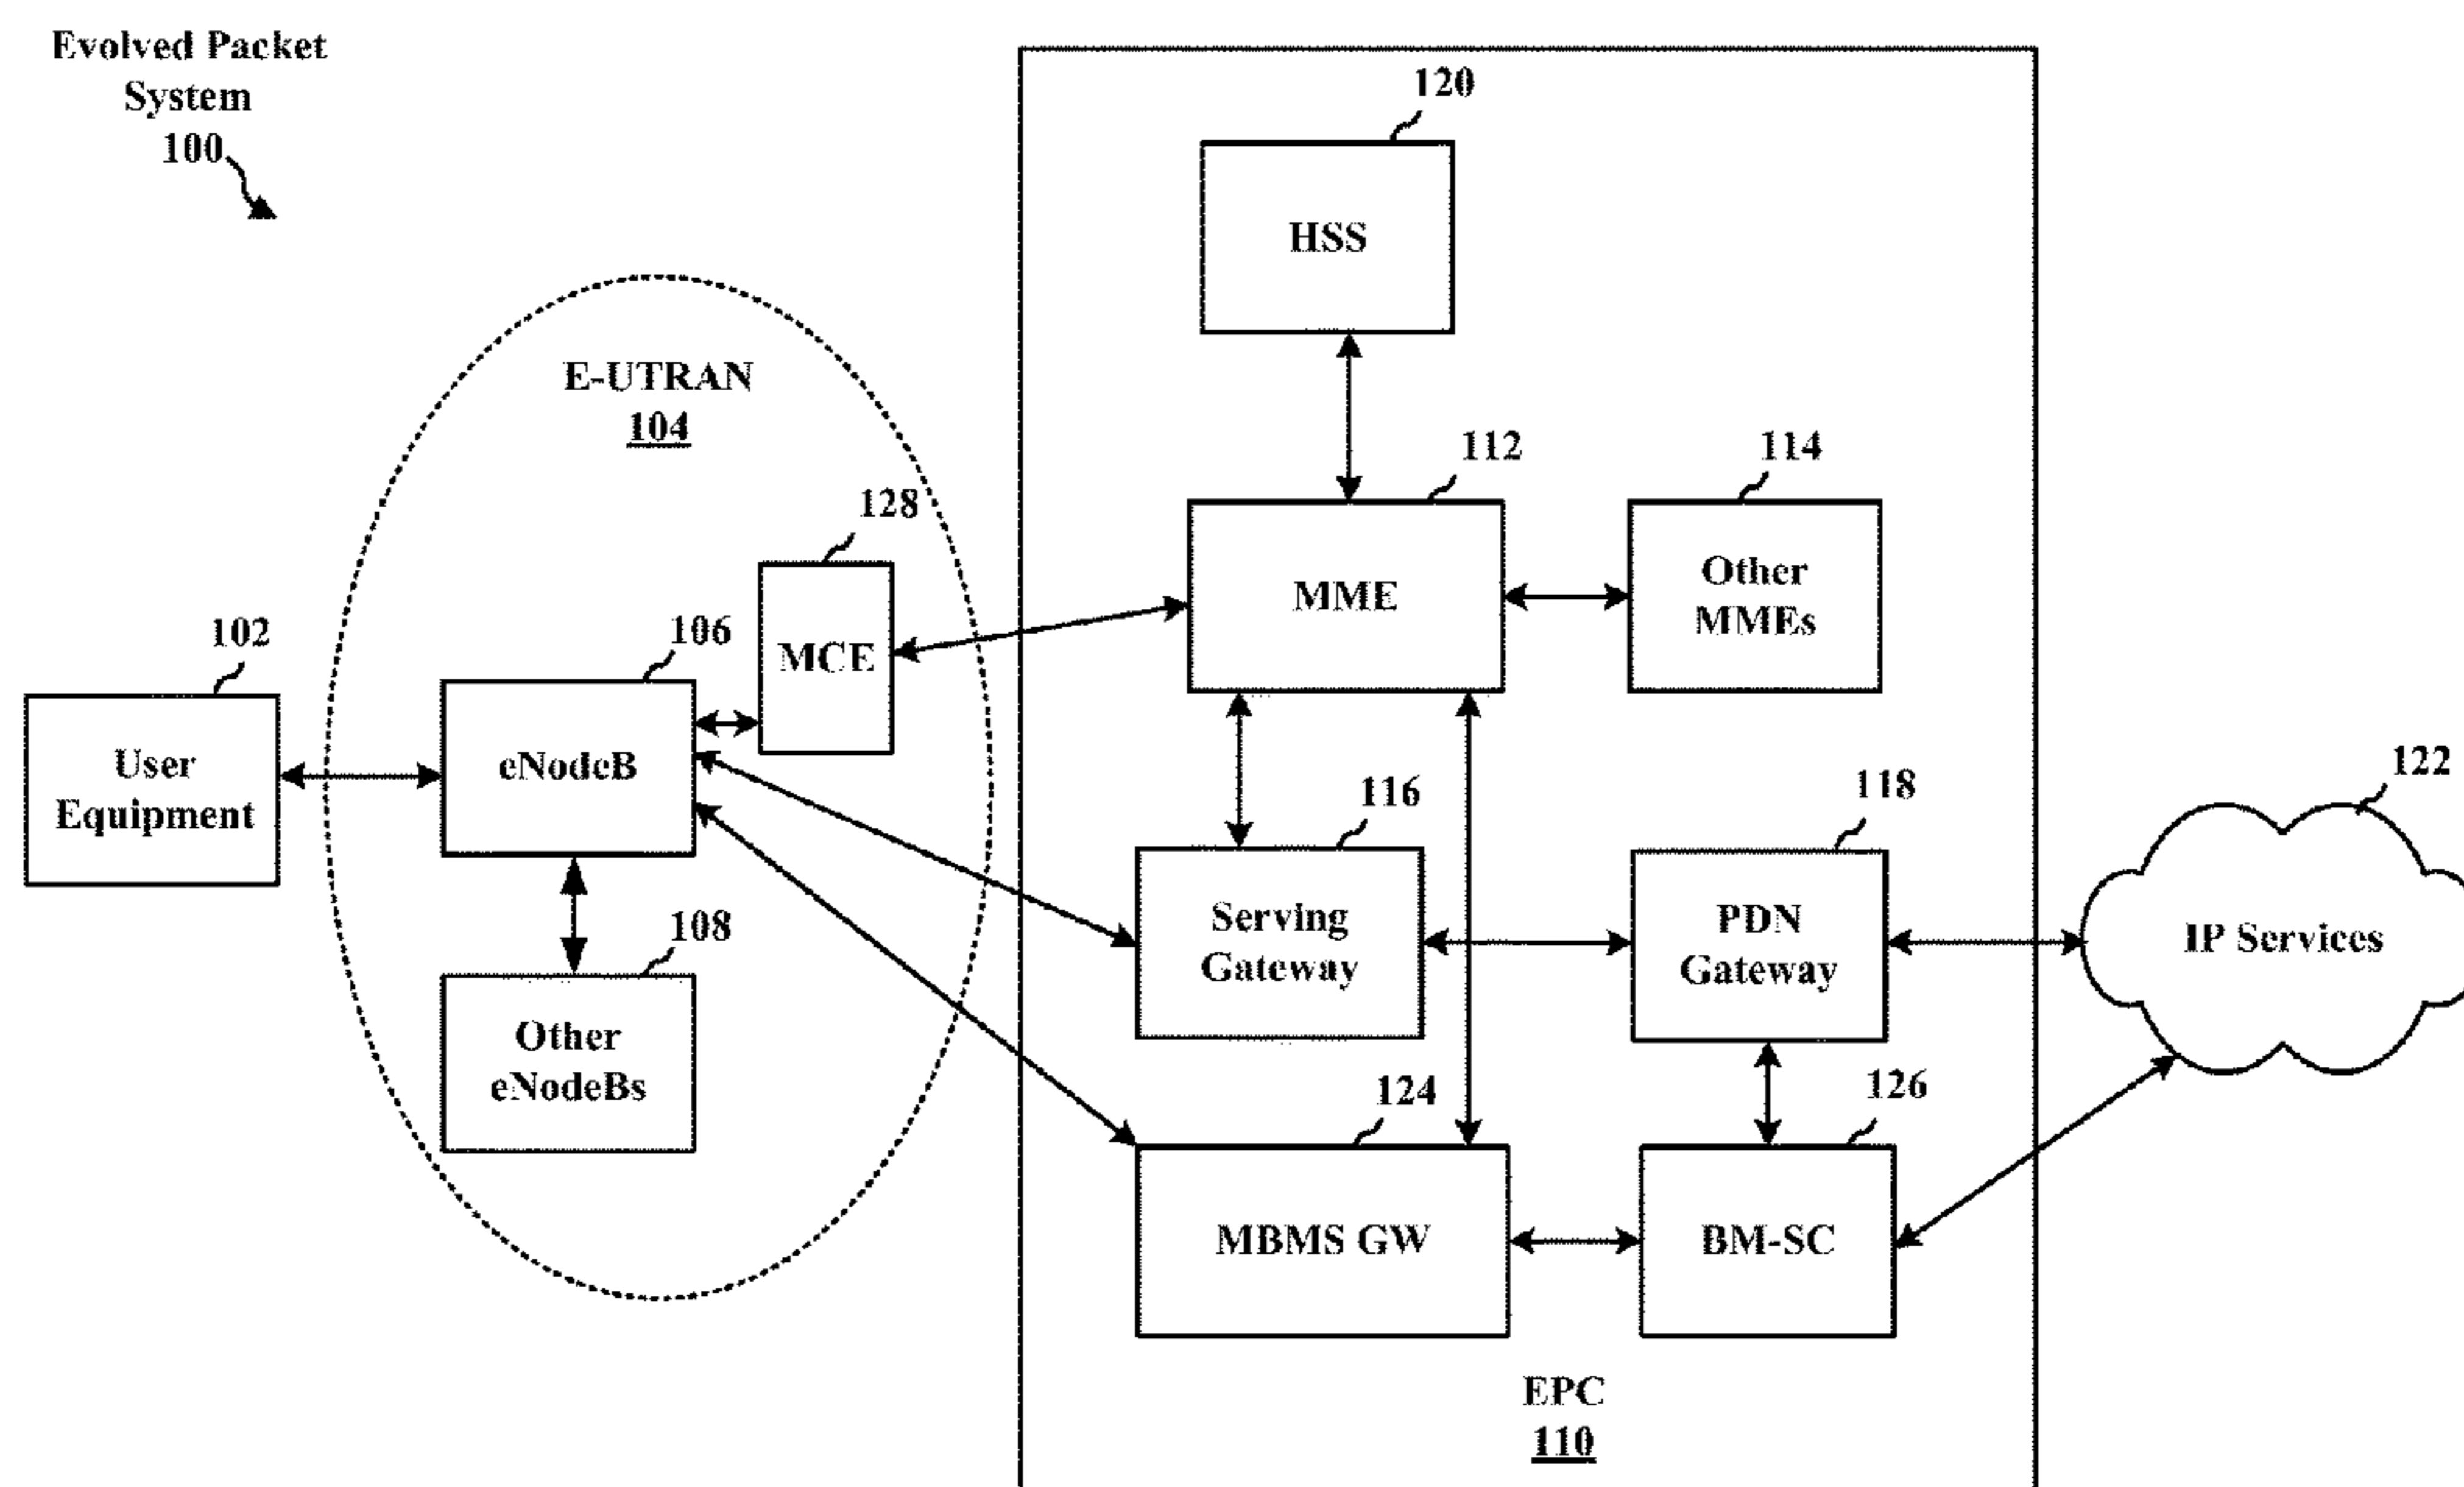 Evolved Packet
System
100
120
HSS
E-UTRAN
104
112
114
128
MME
Other
MMEs
MCE
102
106
User
Equipment
eNodeB
116
118
122
108
Serving
Gateway
PDN
Gateway
IP Services
Other
eNodeBs
124
126
MBMS GW
BM-SC
EPC
110